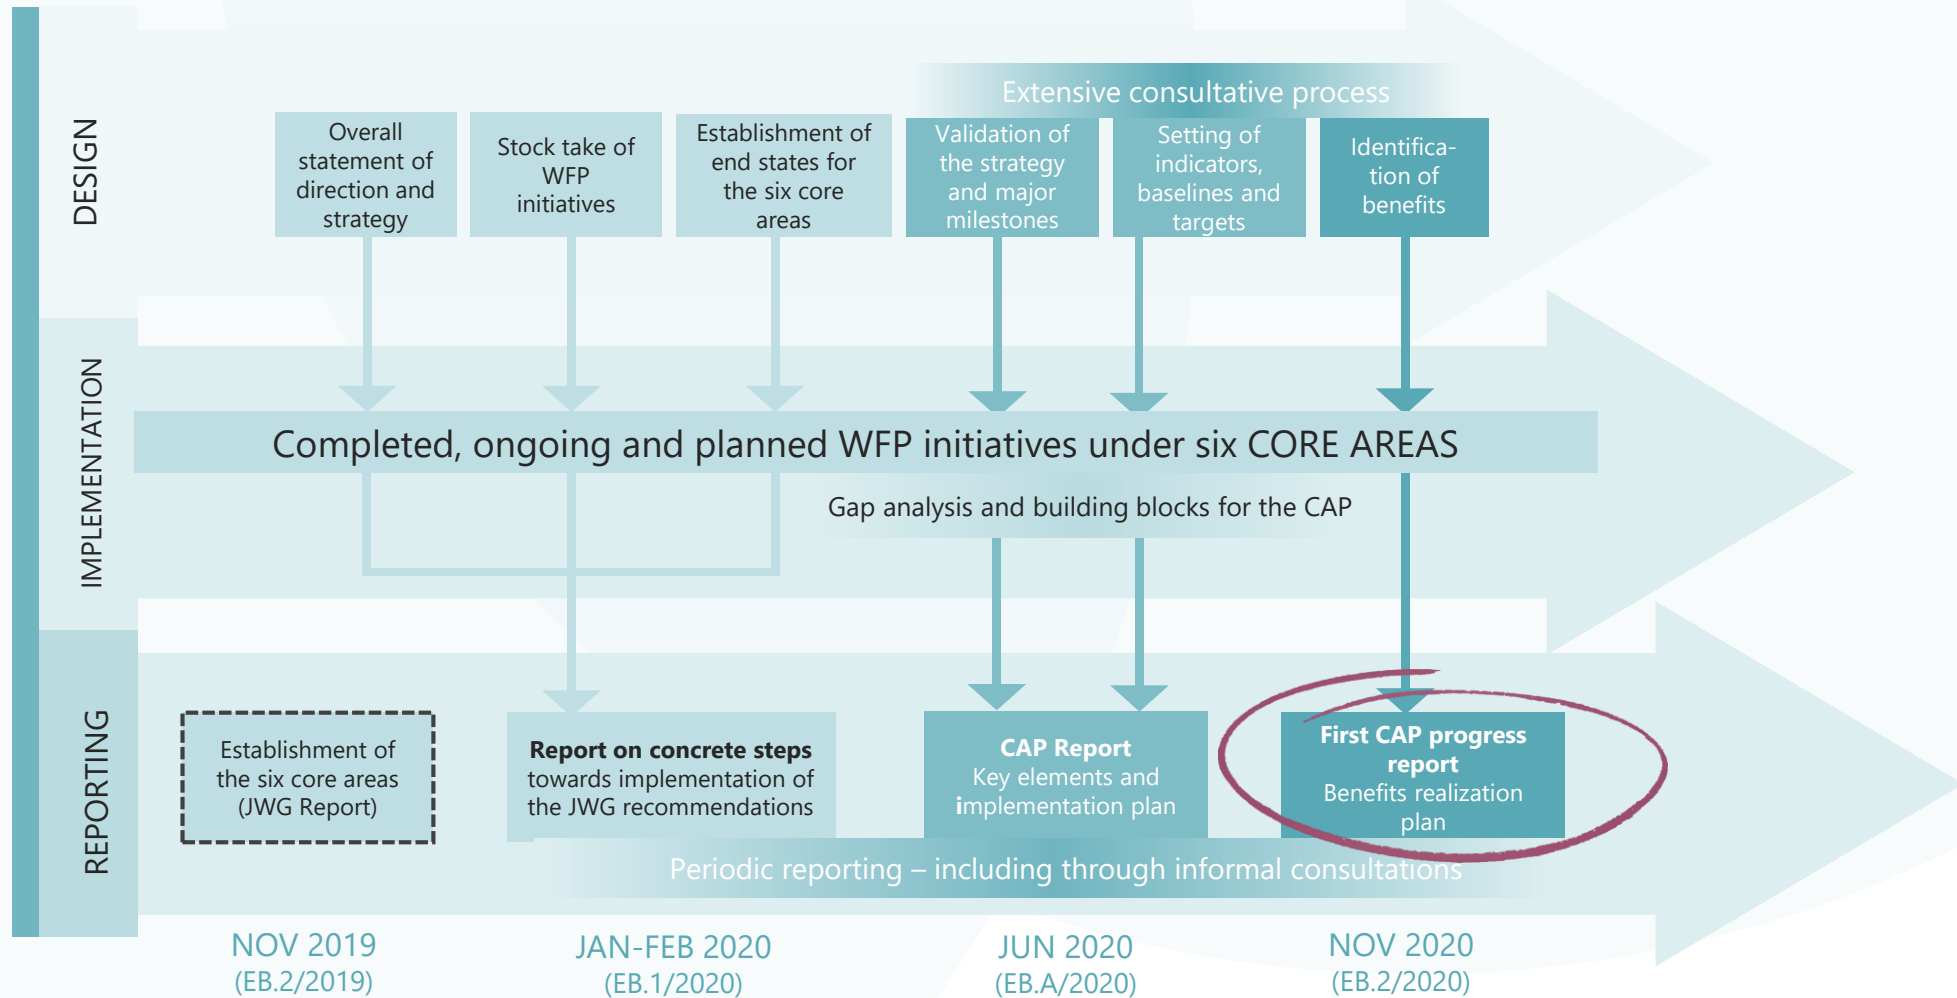 DESIGN
Extensive consultative process
Overall
statement of
direction and
strategy
Stock take of
WFP
initiatives
Establishment of
end states for
the six core
areas
Validation of
the strategy
and major
milestones
Setting of
indicators,
baselines and
targets
Identifica-
tion of
benefits
IMPLEMENTATION
Completed, ongoing and planned WFP initiatives under six CORE AREAS
Gap analysis and building blocks for the CAP
REPORTING
Establishment of
the six core areas
(JWG Report)
Report on concrete steps
towards implementation of
the JWG recommendations
CAP Report
Key elements and
implementation plan
First CAP progress
report
Benefits realization
plan
Periodic reporting – including through informal consultations
NOV 2019
(EB.2/2019)
JAN-FEB 2020
(EB.1/2020)
JUN 2020
(EB.A/2020)
NOV 2020
(EB.2/2020)